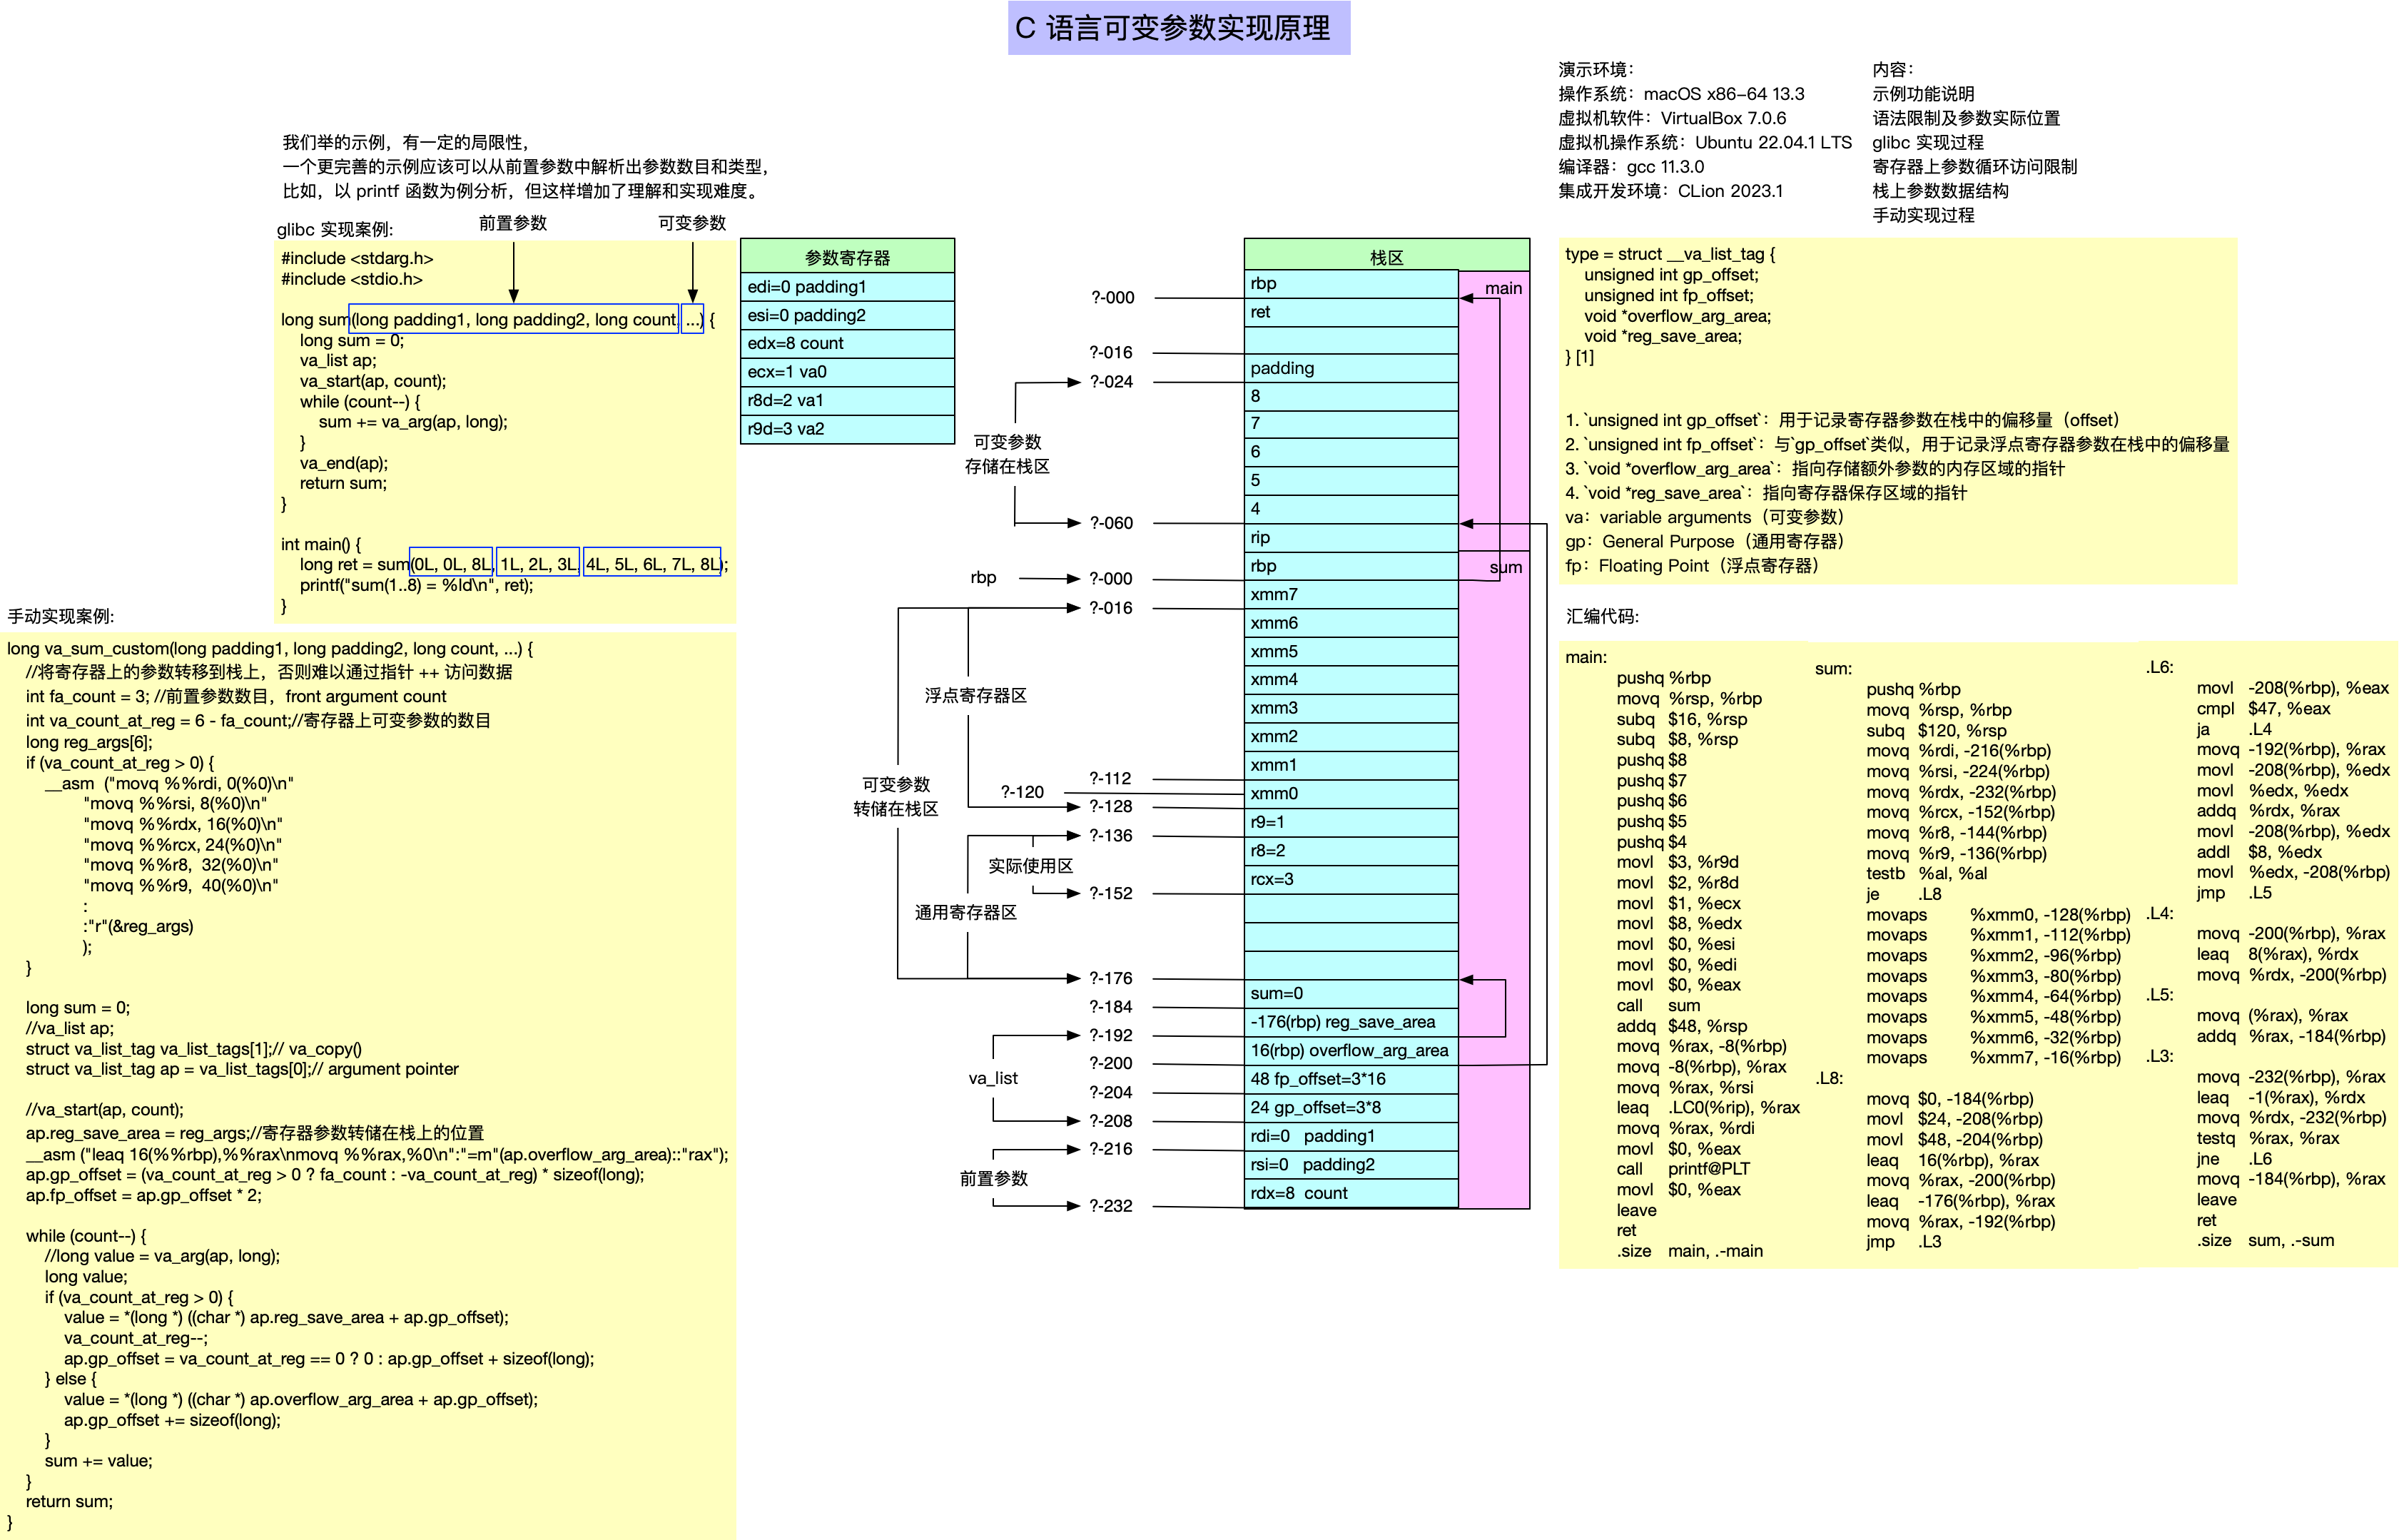 C 语言可变参数实现原理
演示环境：
操作系统：macOS x86-64 13.3
虚拟机软件：VirtualBox 7.0.6
虚拟机操作系统：Ubuntu 22.04.1 LTS
编译器：gcc 11.3.0
集成开发环境：CLion 2023.1
内容：
示例功能说明
语法限制及参数实际位置
glibc 实现过程
寄存器上参数循环访问限制
栈上参数数据结构
手动实现过程
我们举的示例，有一定的局限性，
一个更完善的示例应该可以从前置参数中解析出参数数目和类型，
比如，以 printf 函数为例分析，但这样增加了理解和实现难度。
glibc 实现案例:
前置参数
可变参数
#include <stdarg.h>
#include <stdio.h>
long sum(long padding1, long padding2, long count, ...) {
long sum = 0;
va_list ap;
va_start(ap, count);
while (count--) {
sum += va_arg(ap, long);
}
va_end(ap);
return sum;
}
int main() {
long ret = sum(0L, 0L, 8L, 1L, 2L, 3L, 4L, 5L, 6L, 7L, 8L);
printf("sum(1..8) = %ld\n", ret);
}
手动实现案例:
long va_sum_custom(long padding1, long padding2, long count, ...) {
//将寄存器上的参数转移到栈上，否则难以通过指针 ++ 访问数据
int fa_count = 3; //前置参数数目，front argument count
int va_count_at_reg = 6 - fa_count;//寄存器上可变参数的数目
long reg_args[6];
if (va_count_at_reg > 0) {
__asm ("movq %%rdi, 0(%0)\n"
"movq %%rsi, 8(%0)\n"
"movq %%rdx, 16(%0)\n"
"movq %%rcx, 24(%0)\n"
"movq %%r8, 32(%0)\n"
"movq %%r9, 40(%0)\n"
:
:"r"(&reg_args)
);
}
long sum = 0;
//va_list ap;
struct va_list_tag va_list_tags[1];// va_copy()
struct va_list_tag ap = va_list_tags[0];// argument pointer
//va_start(ap, count);
ap.reg_save_area = reg_args;//寄存器参数转储在栈上的位置
__asm ("leaq 16(%%rbp),%%rax\nmovq %%rax,%0\n":"=m"(ap.overflow_arg_area)::"rax");
ap.gp_offset = (va_count_at_reg > 0 ? fa_count : -va_count_at_reg) * sizeof(long);
ap.fp_offset = ap.gp_offset * 2;
while (count--) {
//long value = va_arg(ap, long);
long value;
if (va_count_at_reg > 0) {
value = *(long *) ((char *) ap.reg_save_area + ap.gp_offset);
va_count_at_reg--;
ap.gp_offset = va_count_at_reg == 0 ? 0 : ap.gp_offset + sizeof(long);
} else {
value = *(long *) ((char *) ap.overflow_arg_area + ap.gp_offset);
ap.gp_offset += sizeof(long);
}
sum += value;
}
return sum;
}
参数寄存器
edi=0 padding1
esi=0 padding2
edx=8 count
ecx=1 va0
r8d=2 va1
r9d=3 va2
?-000
?-016
?-024
可变参数
存储在栈区
?-060
rbp
?-000
?-016
浮点寄存器区
可变参数
转储在栈区
?-112
?-120
?-128
?-136
实际使用区
?-152
通用寄存器区
?-176
?-184
?-192
?-200
va_list
?-204
?-208
?-216
前置参数
?-232
栈区
main
sum
rbp
ret
padding
8
7
6
5
4
rip
rbp
xmm7
xmm6
xmm5
xmm4
xmm3
xmm2
xmm1
xmm0
r9=1
r8=2
rcx=3
sum=0
-176(rbp) reg_save_area
16(rbp) overflow_arg_area
48 fp_offset=3*16
24 gp_offset=3*8
rdi=0 padding1
rsi=0 padding2
rdx=8 count
type = struct __va_list_tag {
unsigned int gp_offset;
unsigned int fp_offset;
void *overflow_arg_area;
void *reg_save_area;
} [1]
1. `unsigned int gp_offset`：用于记录寄存器参数在栈中的偏移量（offset）
2. `unsigned int fp_offset`：与`gp_offset`类似，用于记录浮点寄存器参数在栈中的偏移量
3. `void *overflow_arg_area`：指向存储额外参数的内存区域的指针
4. `void *reg_save_area`：指向寄存器保存区域的指针
va：variable arguments（可变参数）
gp：General Purpose（通用寄存器）
fp：Floating Point（浮点寄存器）
汇编代码:
main:
pushq %rbp
movq %rsp, %rbp
subq $16, %rsp
subq $8, %rsp
pushq $8
pushq $7
pushq $6
pushq $5
pushq $4
movl $3, %r9d
movl $2, %r8d
movl $1, %ecx
movl $8, %edx
movl $0, %esi
movl $0, %edi
movl $0, %eax
call sum
addq $48, %rsp
movq %rax, -8(%rbp)
movq -8(%rbp), %rax
movq %rax, %rsi
leaq .LC0(%rip), %rax
movq %rax, %rdi
movl $0, %eax
call printf@PLT
movl $0, %eax
leave
ret
.size main, .-main
sum:
pushq %rbp
movq %rsp, %rbp
subq $120, %rsp
movq %rdi, -216(%rbp)
movq %rsi, -224(%rbp)
movq %rdx, -232(%rbp)
movq %rcx, -152(%rbp)
movq %r8, -144(%rbp)
movq %r9, -136(%rbp)
testb %al, %al
je .L8
movaps %xmm0, -128(%rbp)
movaps %xmm1, -112(%rbp)
movaps %xmm2, -96(%rbp)
movaps %xmm3, -80(%rbp)
movaps %xmm4, -64(%rbp)
movaps %xmm5, -48(%rbp)
movaps %xmm6, -32(%rbp)
movaps %xmm7, -16(%rbp)
.L8:
movq $0, -184(%rbp)
movl $24, -208(%rbp)
movl $48, -204(%rbp)
leaq 16(%rbp), %rax
movq %rax, -200(%rbp)
leaq -176(%rbp), %rax
movq %rax, -192(%rbp)
jmp .L3
.L6:
movl -208(%rbp), %eax
cmpl $47, %eax
ja .L4
movq -192(%rbp), %rax
movl -208(%rbp), %edx
movl %edx, %edx
addq %rdx, %rax
movl -208(%rbp), %edx
addl $8, %edx
movl %edx, -208(%rbp)
jmp .L5
.L4:
movq -200(%rbp), %rax
leaq 8(%rax), %rdx
movq %rdx, -200(%rbp)
.L5:
movq (%rax), %rax
addq %rax, -184(%rbp)
.L3:
movq -232(%rbp), %rax
leaq -1(%rax), %rdx
movq %rdx, -232(%rbp)
testq %rax, %rax
jne .L6
movq -184(%rbp), %rax
leave
ret
.size sum, .-sum